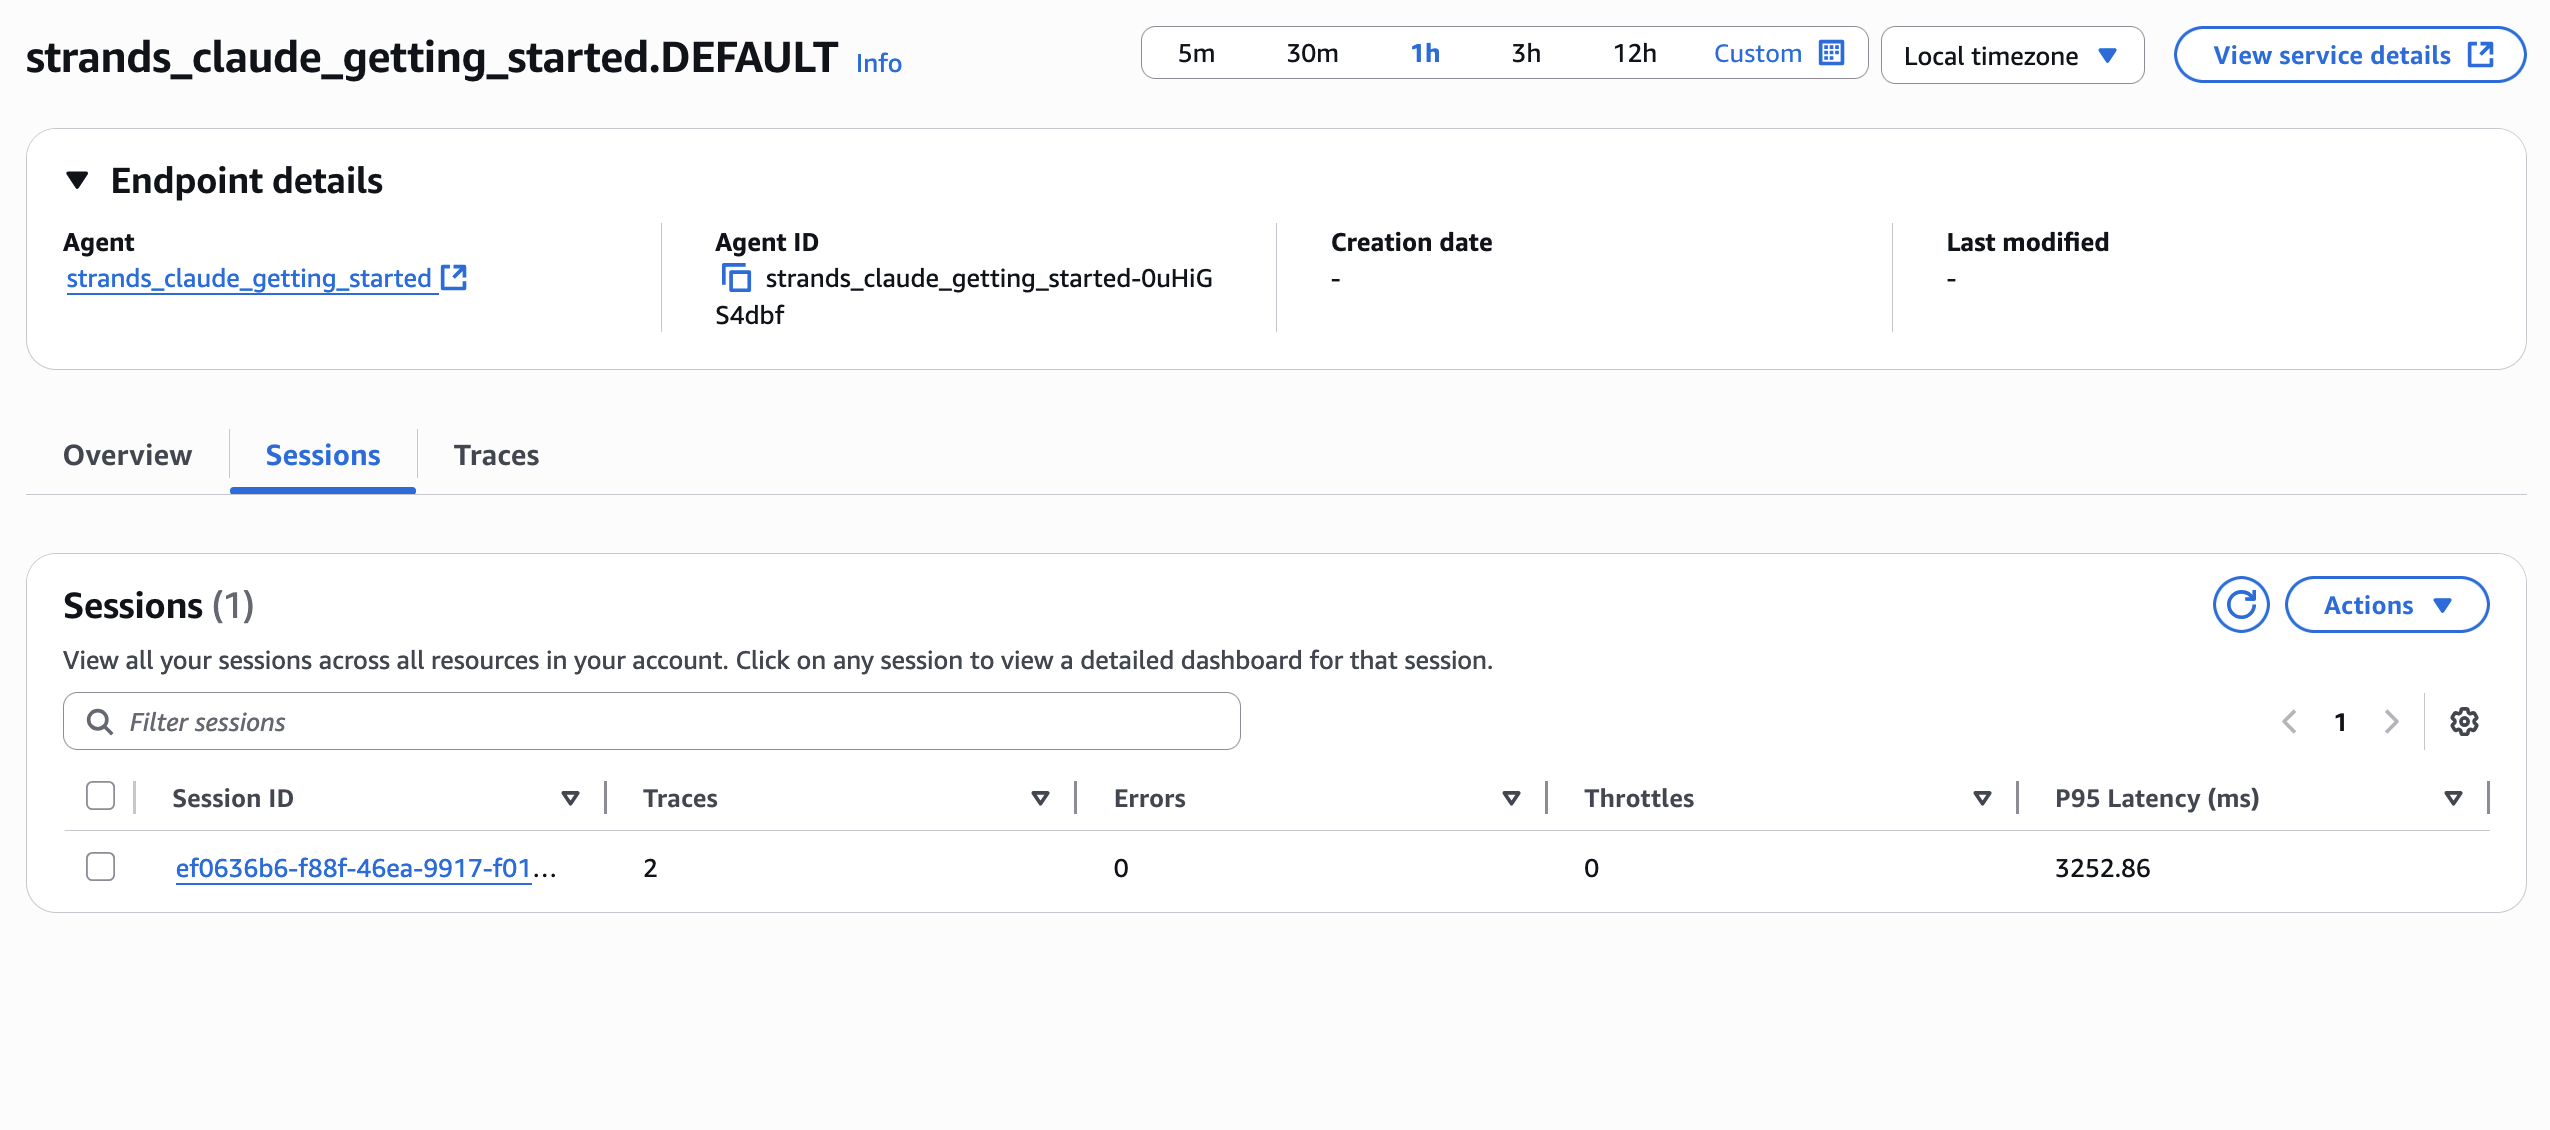 strands_claude_getting_started.DEFAULT Info
5m 30m 1h 3h 12h Custom
Local timezone
View service details
Endpoint details
Agent
strands_claude_getting_started
Agent ID
strands_claude_getting_started-0uHiG
S4dbf
Creation date
-
Last modified
-
Overview Sessions Traces
Sessions (1)
Actions
View all your sessions across all resources in your account. Click on any session to view a detailed dashboard for that session.
Filter sessions
1
Session ID Traces Errors Throttles P95 Latency (ms)
ef0636b6-f88f-46ea-9917-f01... 2 0 0 3252.86